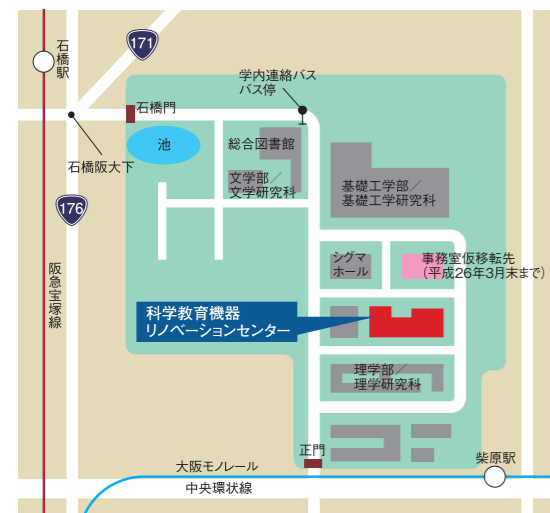 171
石橋駅
学内連絡バス
バス停
石橋門
池
総合図書館
石橋阪大下
文学部／
文学研究科
基礎工学部／
基礎工学研究科
176
シグマ
ホール
事務室仮移転先
（平成26年3月末まで）
阪急宝塚線
科学教育機器
リノベーションセンター
理学部／
理学研究科
正門
柴原駅
大阪モノレール
中央環状線